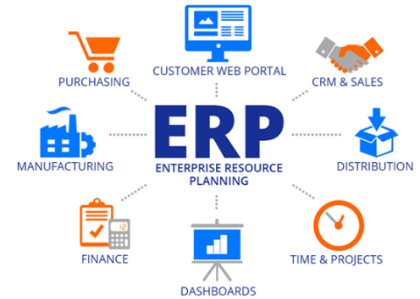 CUSTOMER WEB PORTAL
PURCHASING
CRM & SALES
ERP
ENTERPRISE RESOURCE
PLANNING
MANUFACTURING
DISTRIBUTION
FINANCE
TIME & PROJECTS
DASHBOARDS